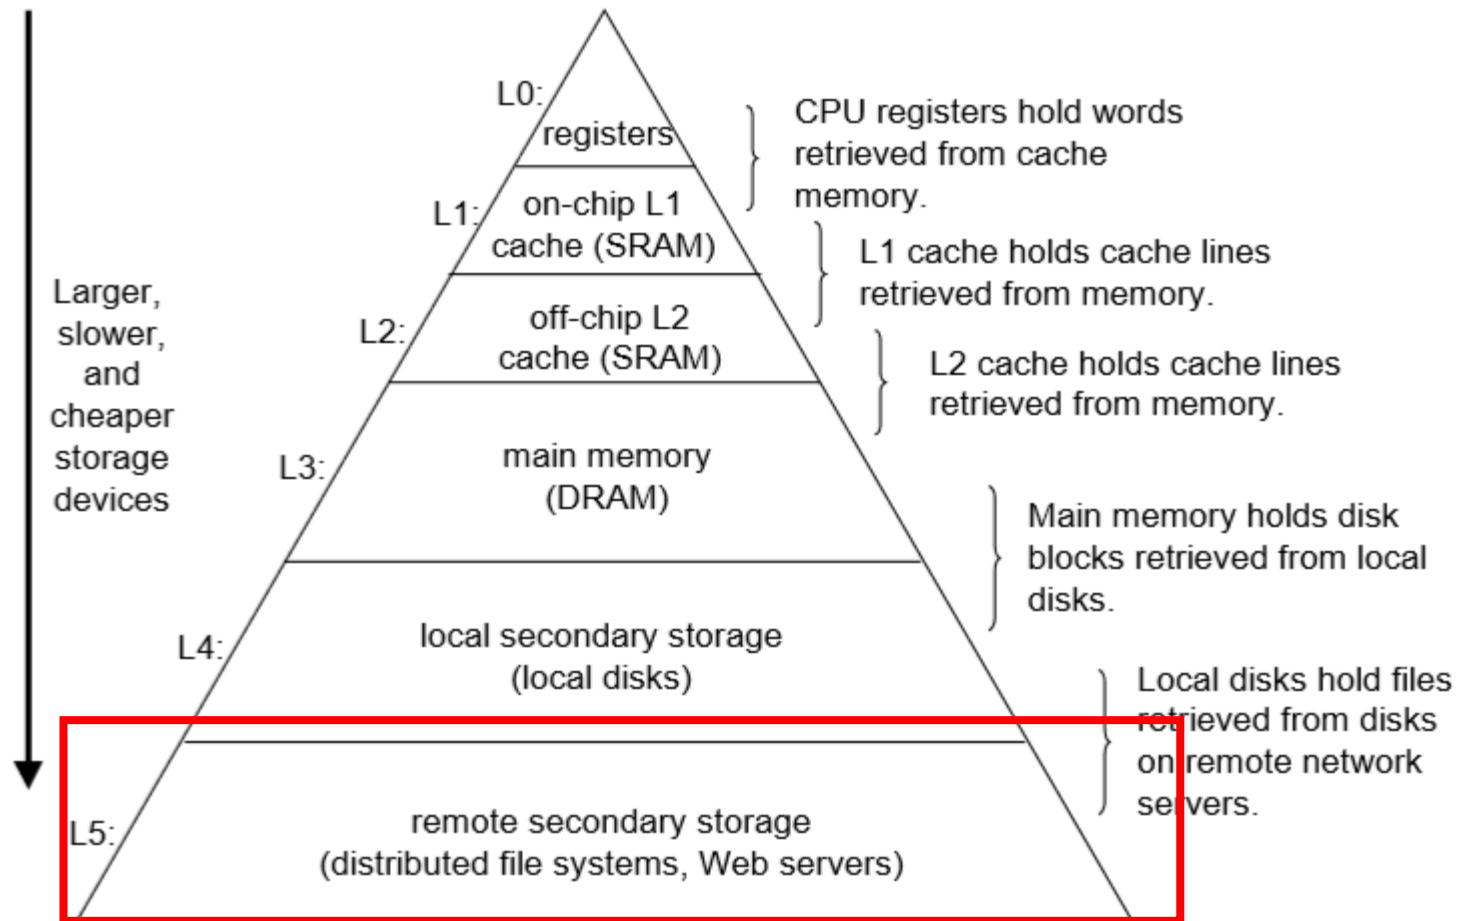 L0:
registers
CPU registers hold words
retrieved from cache
memory.
L1:
on-chip L1
cache (SRAM)
L1 cache holds cache lines
retrieved from memory.
Larger,
slower,
and
cheaper
storage
devices
L2:
off-chip L2
cache (SRAM)
L2 cache holds cache lines
retrieved from memory.
L3:
main memory
(DRAM)
Main memory holds disk
blocks retrieved from local
disks.
L4:
local secondary storage
(local disks)
Local disks hold files
retrieved from disks
on remote network
servers.
L5:
remote secondary storage
(distributed file systems, Web servers)